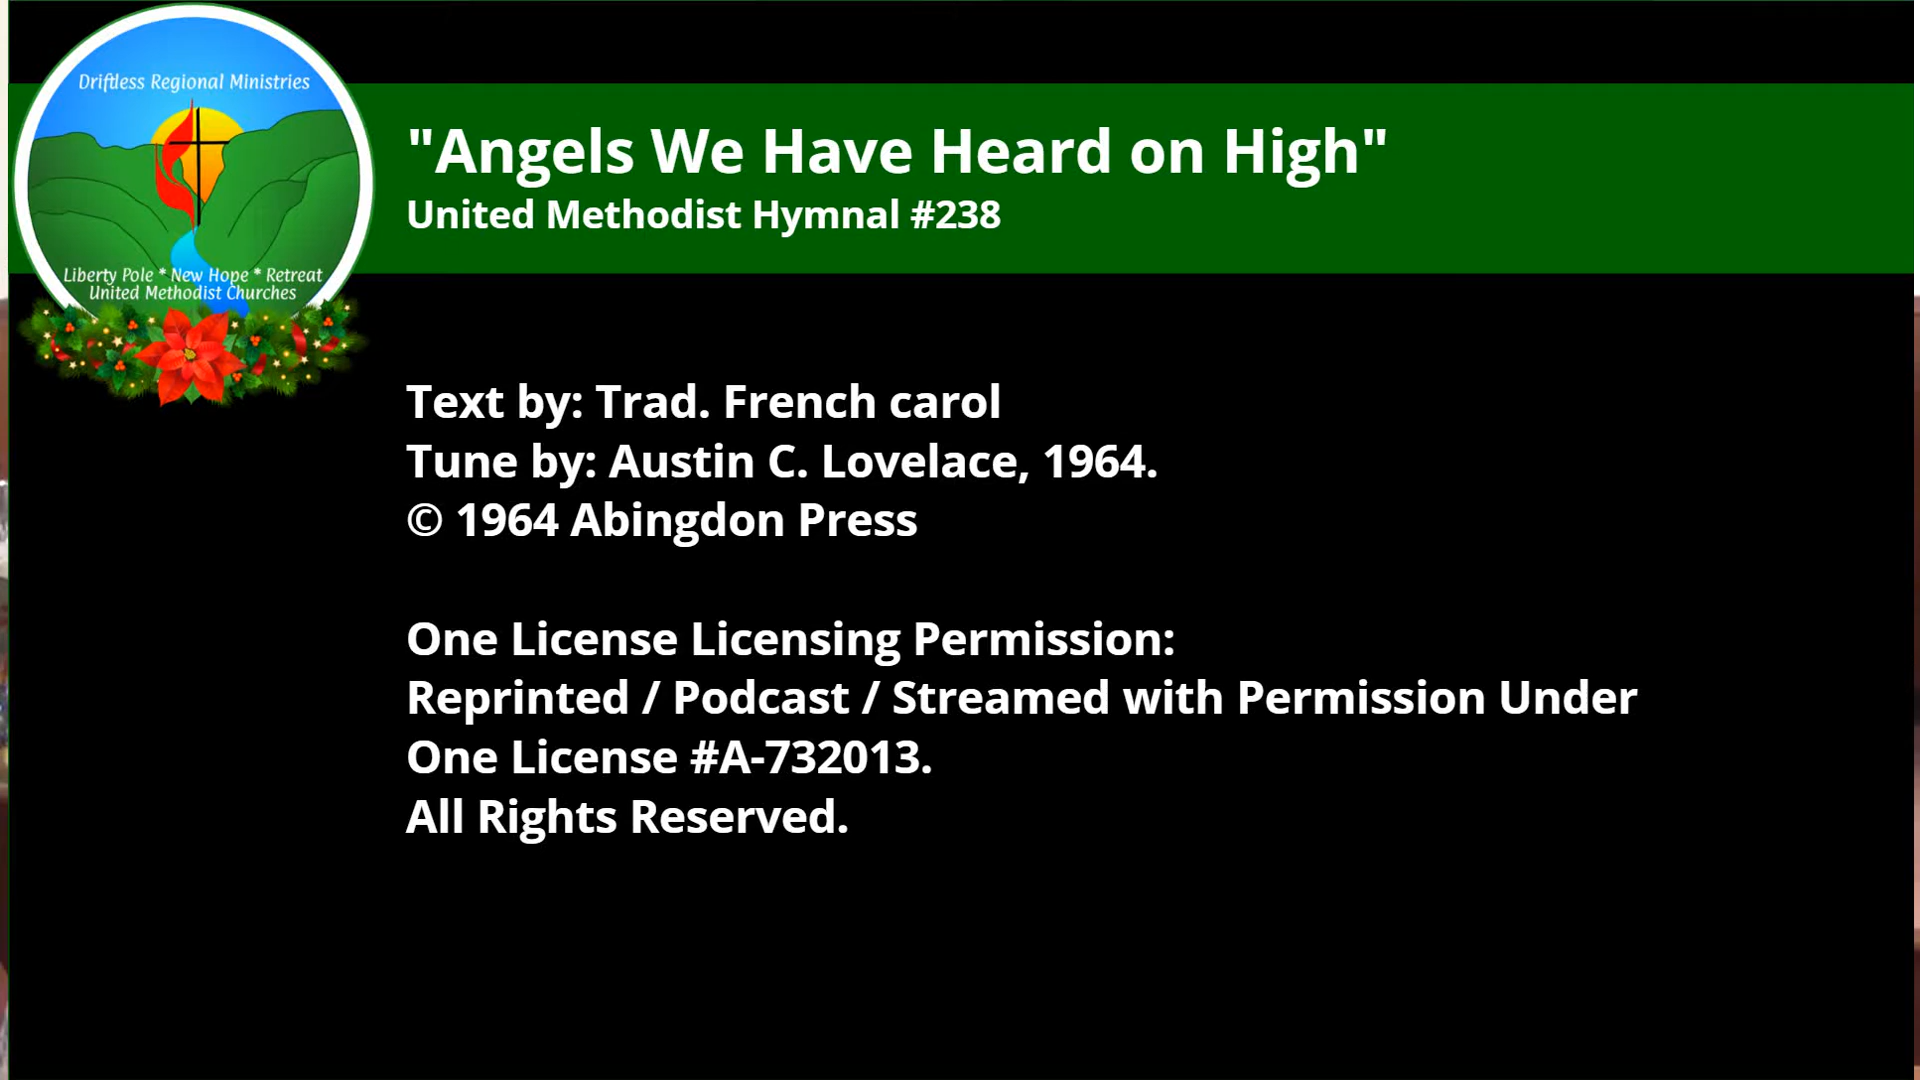 Driftless Regional Ministries
Liberty Pole * New Hope * Retreat
United Methodist Churches
"Angels We Have Heard on High"
United Methodist Hymnal #238
Text by: Trad. French carol
Tune by: Austin C. Lovelace, 1964.
© 1964 Abingdon Press
One License Licensing Permission:
Reprinted / Podcast / Streamed with Permission Under
One License #A-732013.
All Rights Reserved.